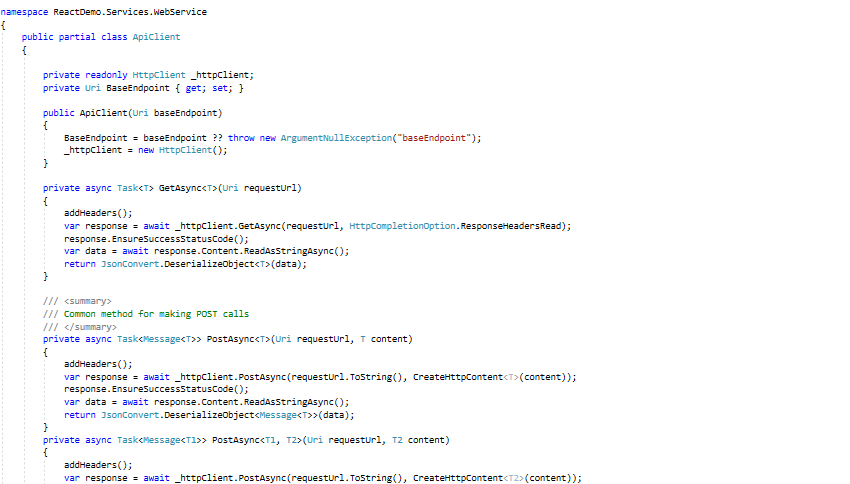 namespace ReactDemo.Services.WebService
{
    public partial class ApiClient
    {
        private readonly HttpClient _httpClient;
        private Uri BaseEndpoint { get; set; }
        public ApiClient(Uri baseEndpoint)
        {
            BaseEndpoint = baseEndpoint ?? throw new ArgumentNullException("baseEndpoint");
            _httpClient = new HttpClient();
        }
        private async Task<T> GetAsync<T>(Uri requestUrl)
        {
            addHeaders();
            var response = await _httpClient.GetAsync(requestUrl, HttpCompletionOption.ResponseHeadersRead);
            response.EnsureSuccessStatusCode();
            var data = await response.Content.ReadAsStringAsync();
            return JsonConvert.DeserializeObject<T>(data);
        }
        /// <summary>
        /// Common method for making POST calls
        /// </summary>
        private async Task<Message<T>> PostAsync<T>(Uri requestUrl, T content)
        {
            addHeaders();
            var response = await _httpClient.PostAsync(requestUrl.ToString(), CreateHttpContent<T>(content));
            response.EnsureSuccessStatusCode();
            var data = await response.Content.ReadAsStringAsync();
            return JsonConvert.DeserializeObject<Message<T>>(data);
        }
        private async Task<Message<T1>> PostAsync<T1, T2>(Uri requestUrl, T2 content)
        {
            addHeaders();
            var response = await _httpClient.PostAsync(requestUrl.ToString(), CreateHttpContent<T2>(content));